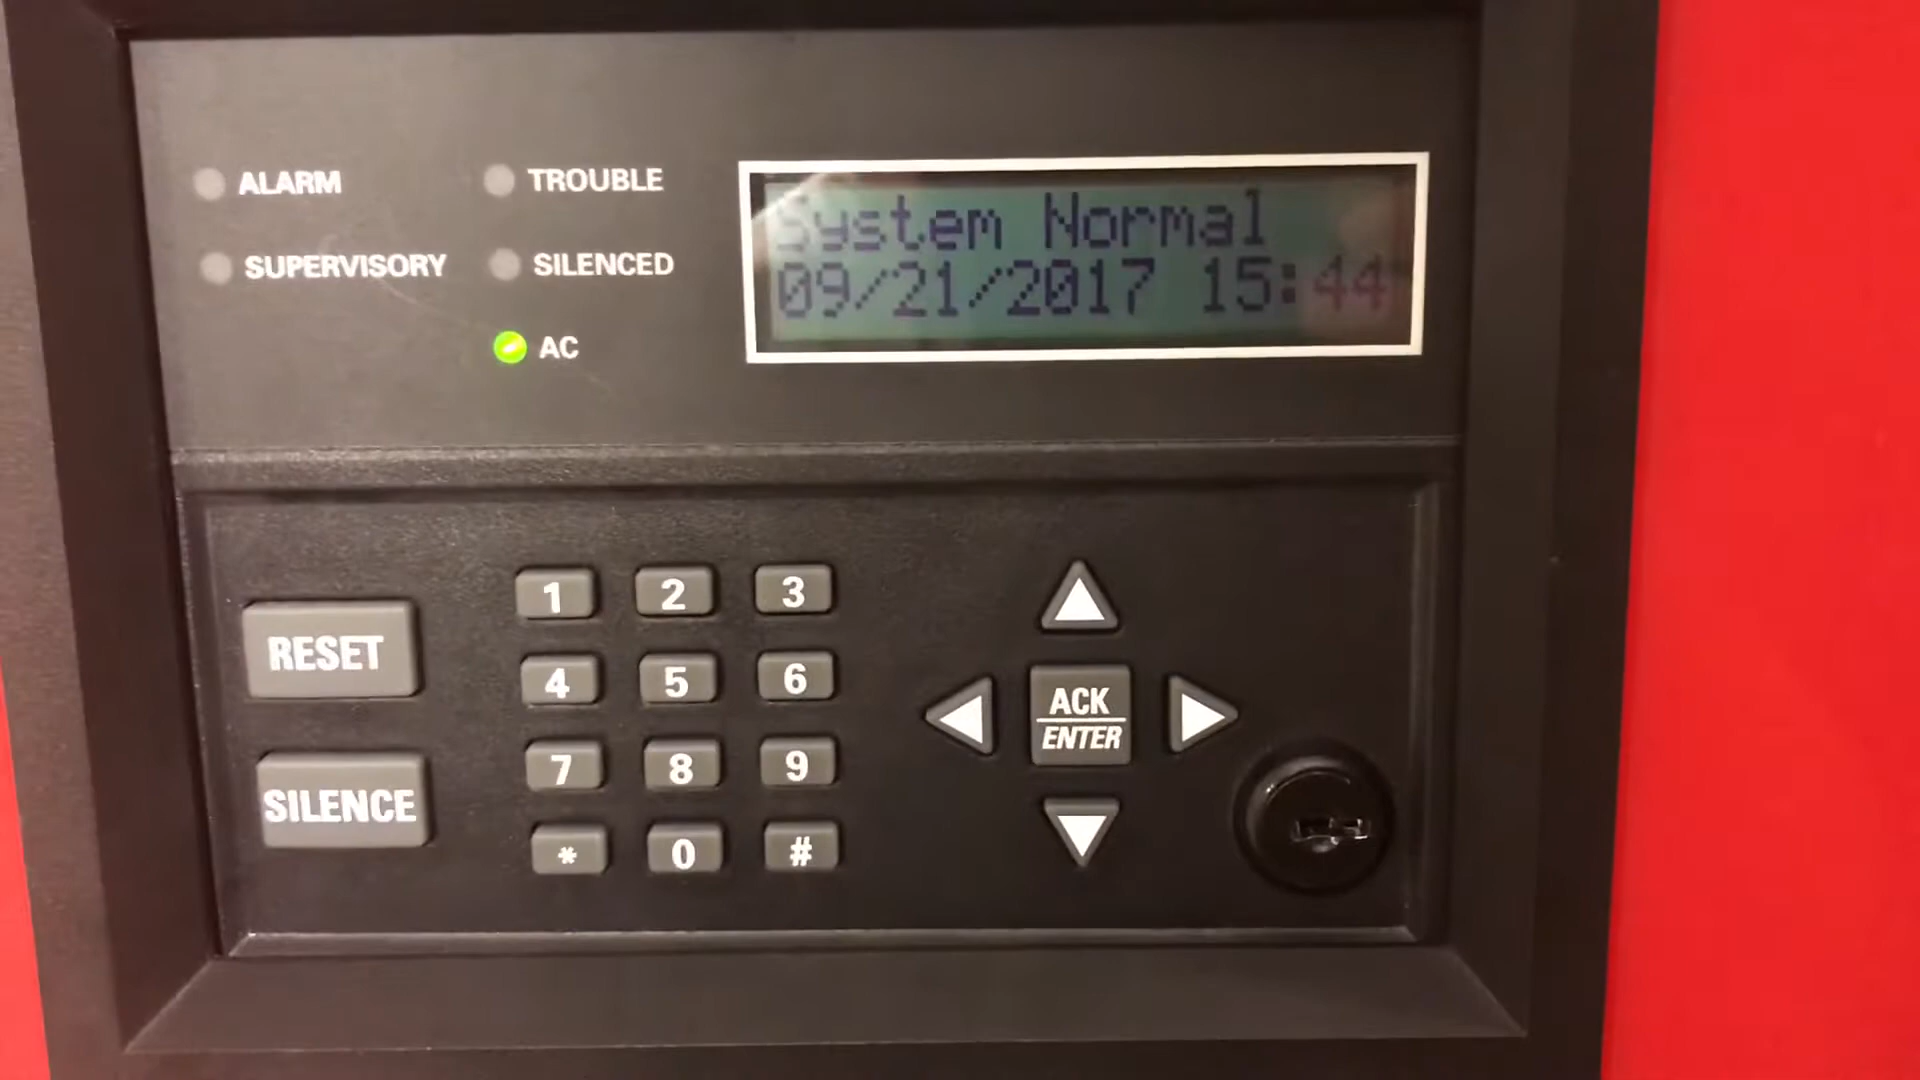 ALARM
TROUBLE
SUPERVISORY
SILENCED
AC
System Normal
09/21/2017 15:44
RESET
SILENCE
1 2 3
4 5 6
7 8 9
* 0 #
ACK
ENTER